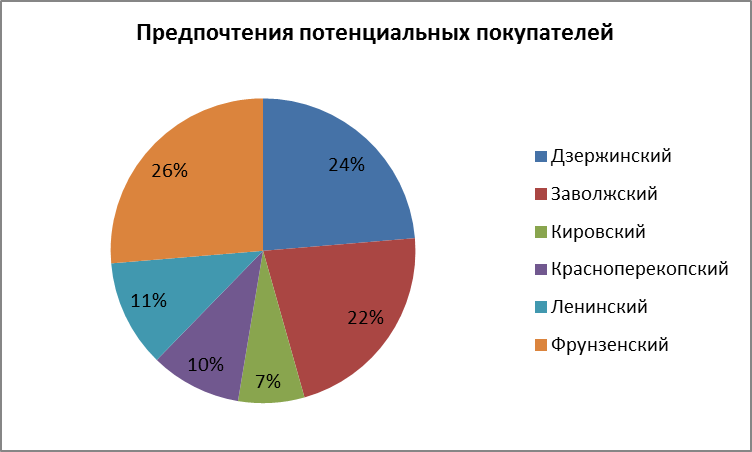 Предпочтения потенциальных покупателей
24%
22%
7%
10%
11%
26%
Дзержинский
Заволжский
Кировский
Красноперекопский
Ленинский
Фрунзенский